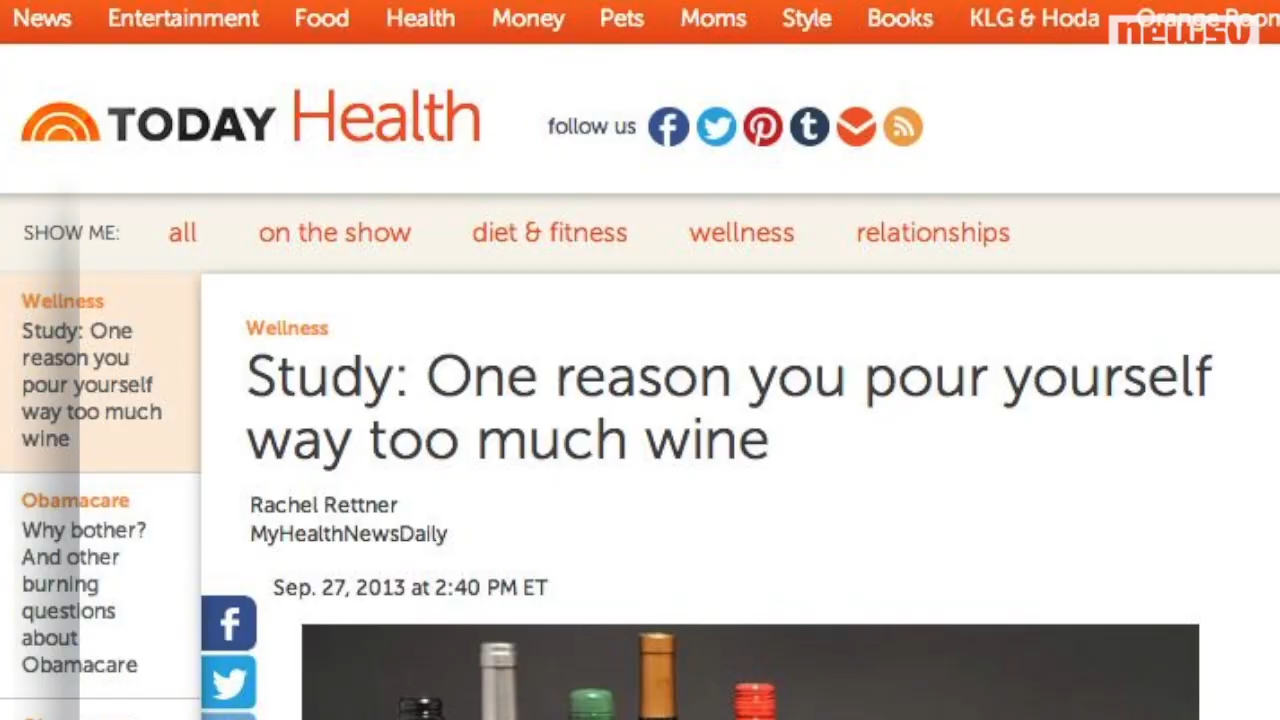 News Entertainment Food Health Money Pets Moms Style Books KLG & Hoda Orange Room
newsy
TODAY Health
follow us
SHOW ME: all on the show diet & fitness wellness relationships
Wellness
Study: One
reason you
pour yourself
way too much
wine
Obamacare
Why bother?
And other
burning
questions
about
Obamacare
Wellness
Study: One reason you pour yourself
way too much wine
Rachel Rettner
MyHealthNewsDaily
Sep. 27, 2013 at 2:40 PM ET